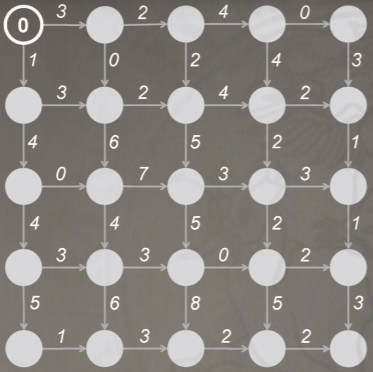 0 3 2 4 0
1 0 2 4 3
3 2 4 2
4 6 5 2 1
0 7 3 3
4 4 5 2 1
3 3 0 2
5 6 8 5 3
1 3 2 2